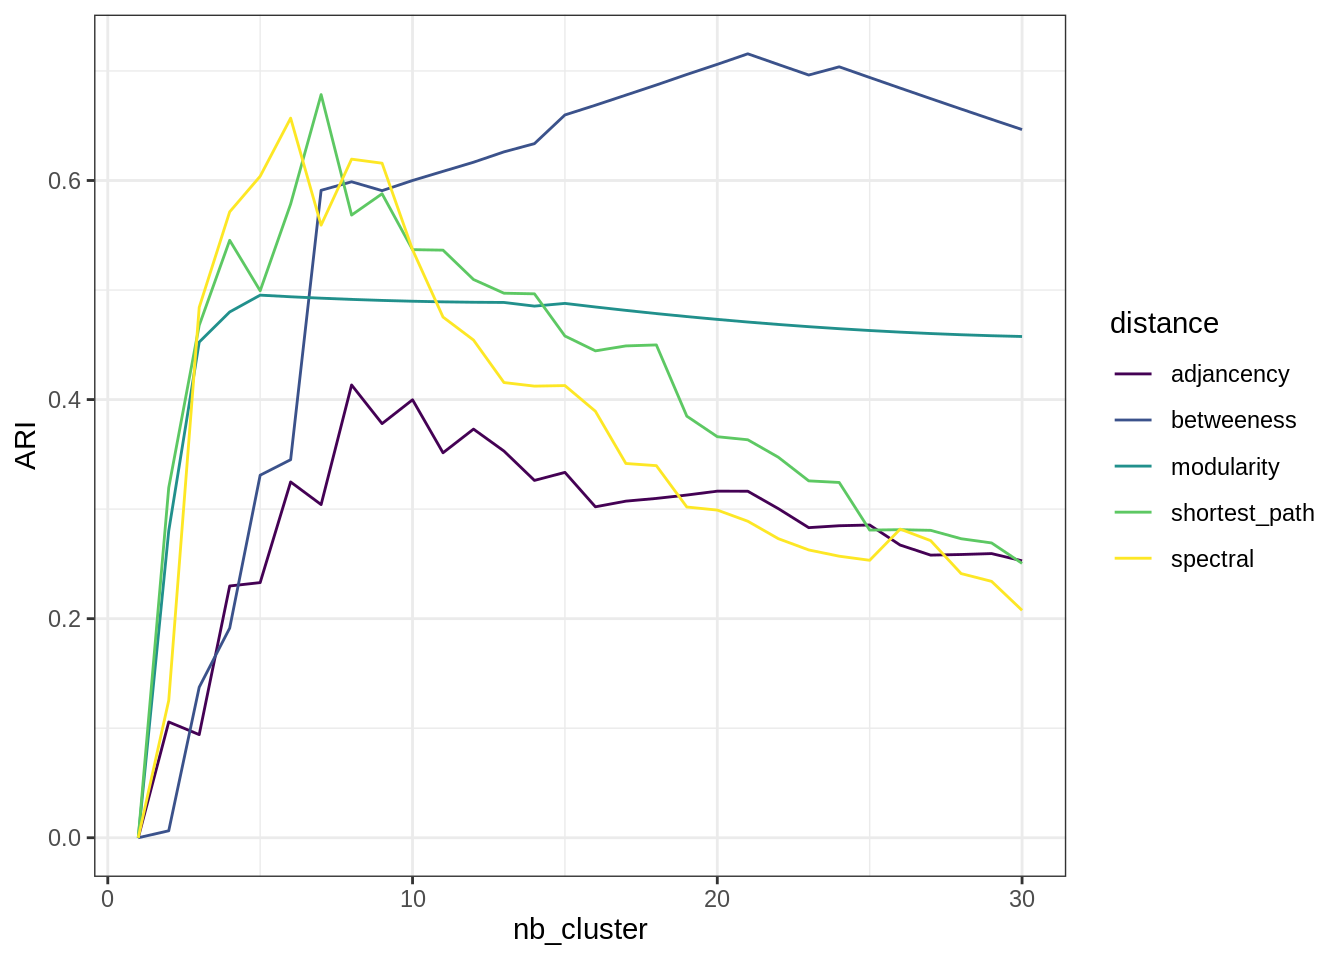 0.6
0.4
0.2
0.0
ARI
0
10
20
30
nb_cluster
distance
adjancency
betweeness
modularity
shortest_path
spectral